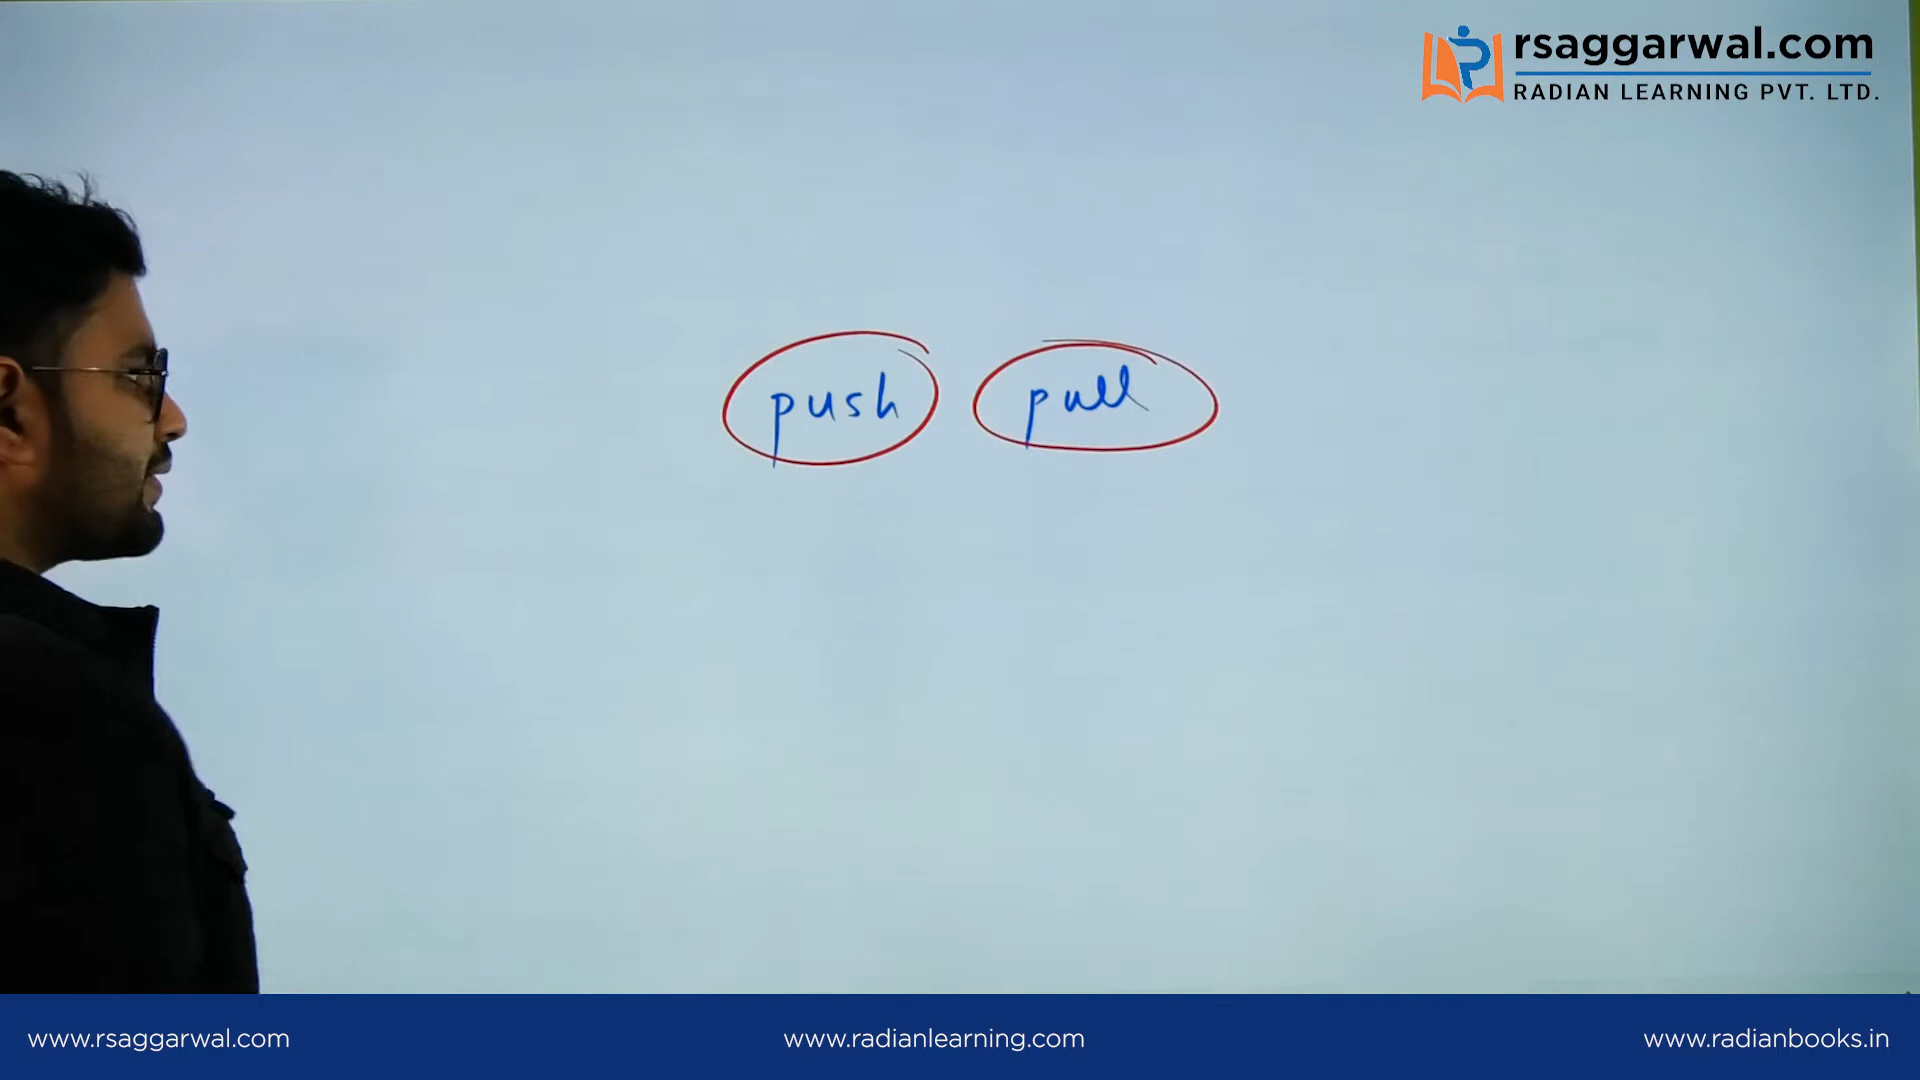 rsaggarwal.com
RADIAN LEARNING PVT. LTD.
push pull
www.rsaggarwal.com www.radianlearning.com www.radianbooks.in